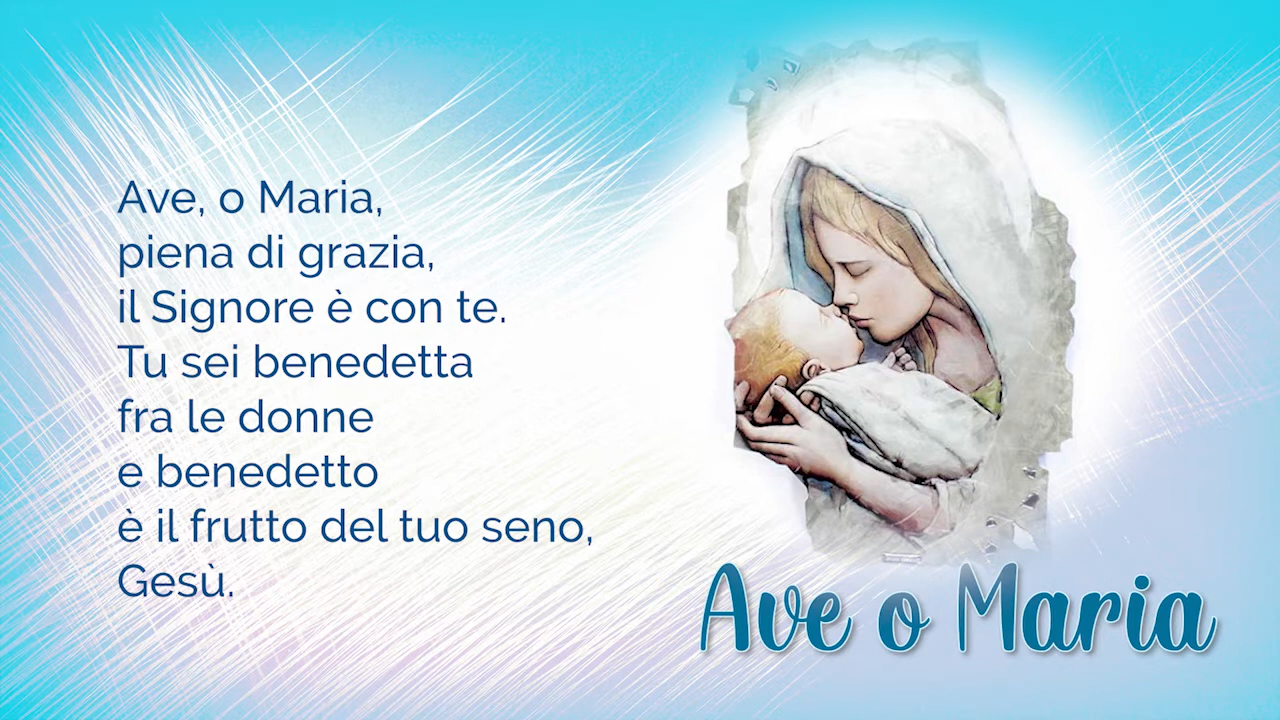 Ave, o Maria,
piena di grazia,
il Signore è con te.
Tu sei benedetta
fra le donne
e benedetto
è il frutto del tuo seno,
Gesù.
Ave o Maria